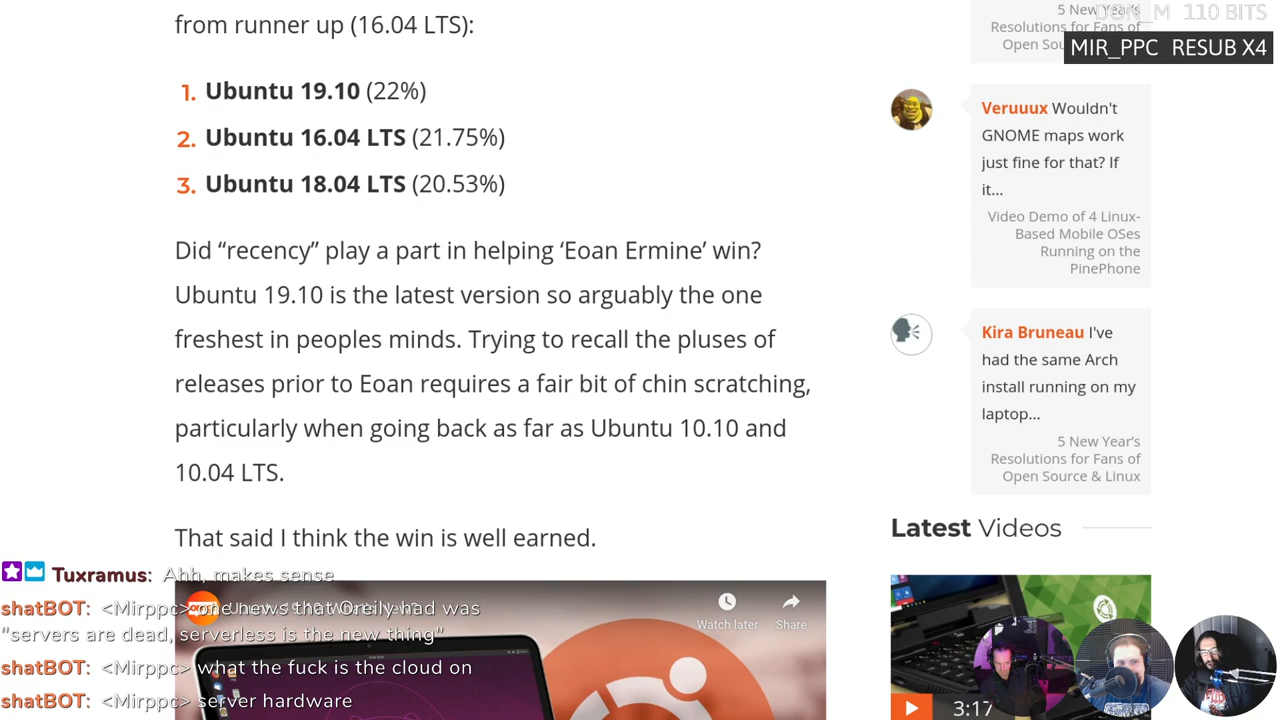 from runner up (16.04 LTS):
1. Ubuntu 19.10 (22%)
2. Ubuntu 16.04 LTS (21.75%)
3. Ubuntu 18.04 LTS (20.53%)
Did “recency” play a part in helping ‘Eoan Ermine’ win?
Ubuntu 19.10 is the latest version so arguably the one
freshest in peoples minds. Trying to recall the pluses of
releases prior to Eoan requires a fair bit of chin scratching,
particularly when going back as far as Ubuntu 10.10 and
10.04 LTS.
That said I think the win is well earned.
Watch later
Share
Tuxramus: Ahh, makes sense
shatBOT: <Mirppc> one news that Oreily had was
"servers are dead, serverless is the new thing"
shatBOT: <Mirppc> what the fuck is the cloud on
shatBOT: <Mirppc> server hardware
DON_M 110 BITS
MIR_PPC RESUB X4
5 New Year's
Resolutions for Fans of
Open
Veruuux Wouldn't
GNOME maps work
just fine for that? If
it...
Video Demo of 4 Linux-
Based Mobile OSes
Running on the
PinePhone
Kira Bruneau I've
had the same Arch
install running on my
laptop...
5 New Year's
Resolutions for Fans of
Open Source & Linux
Latest Videos
3:17